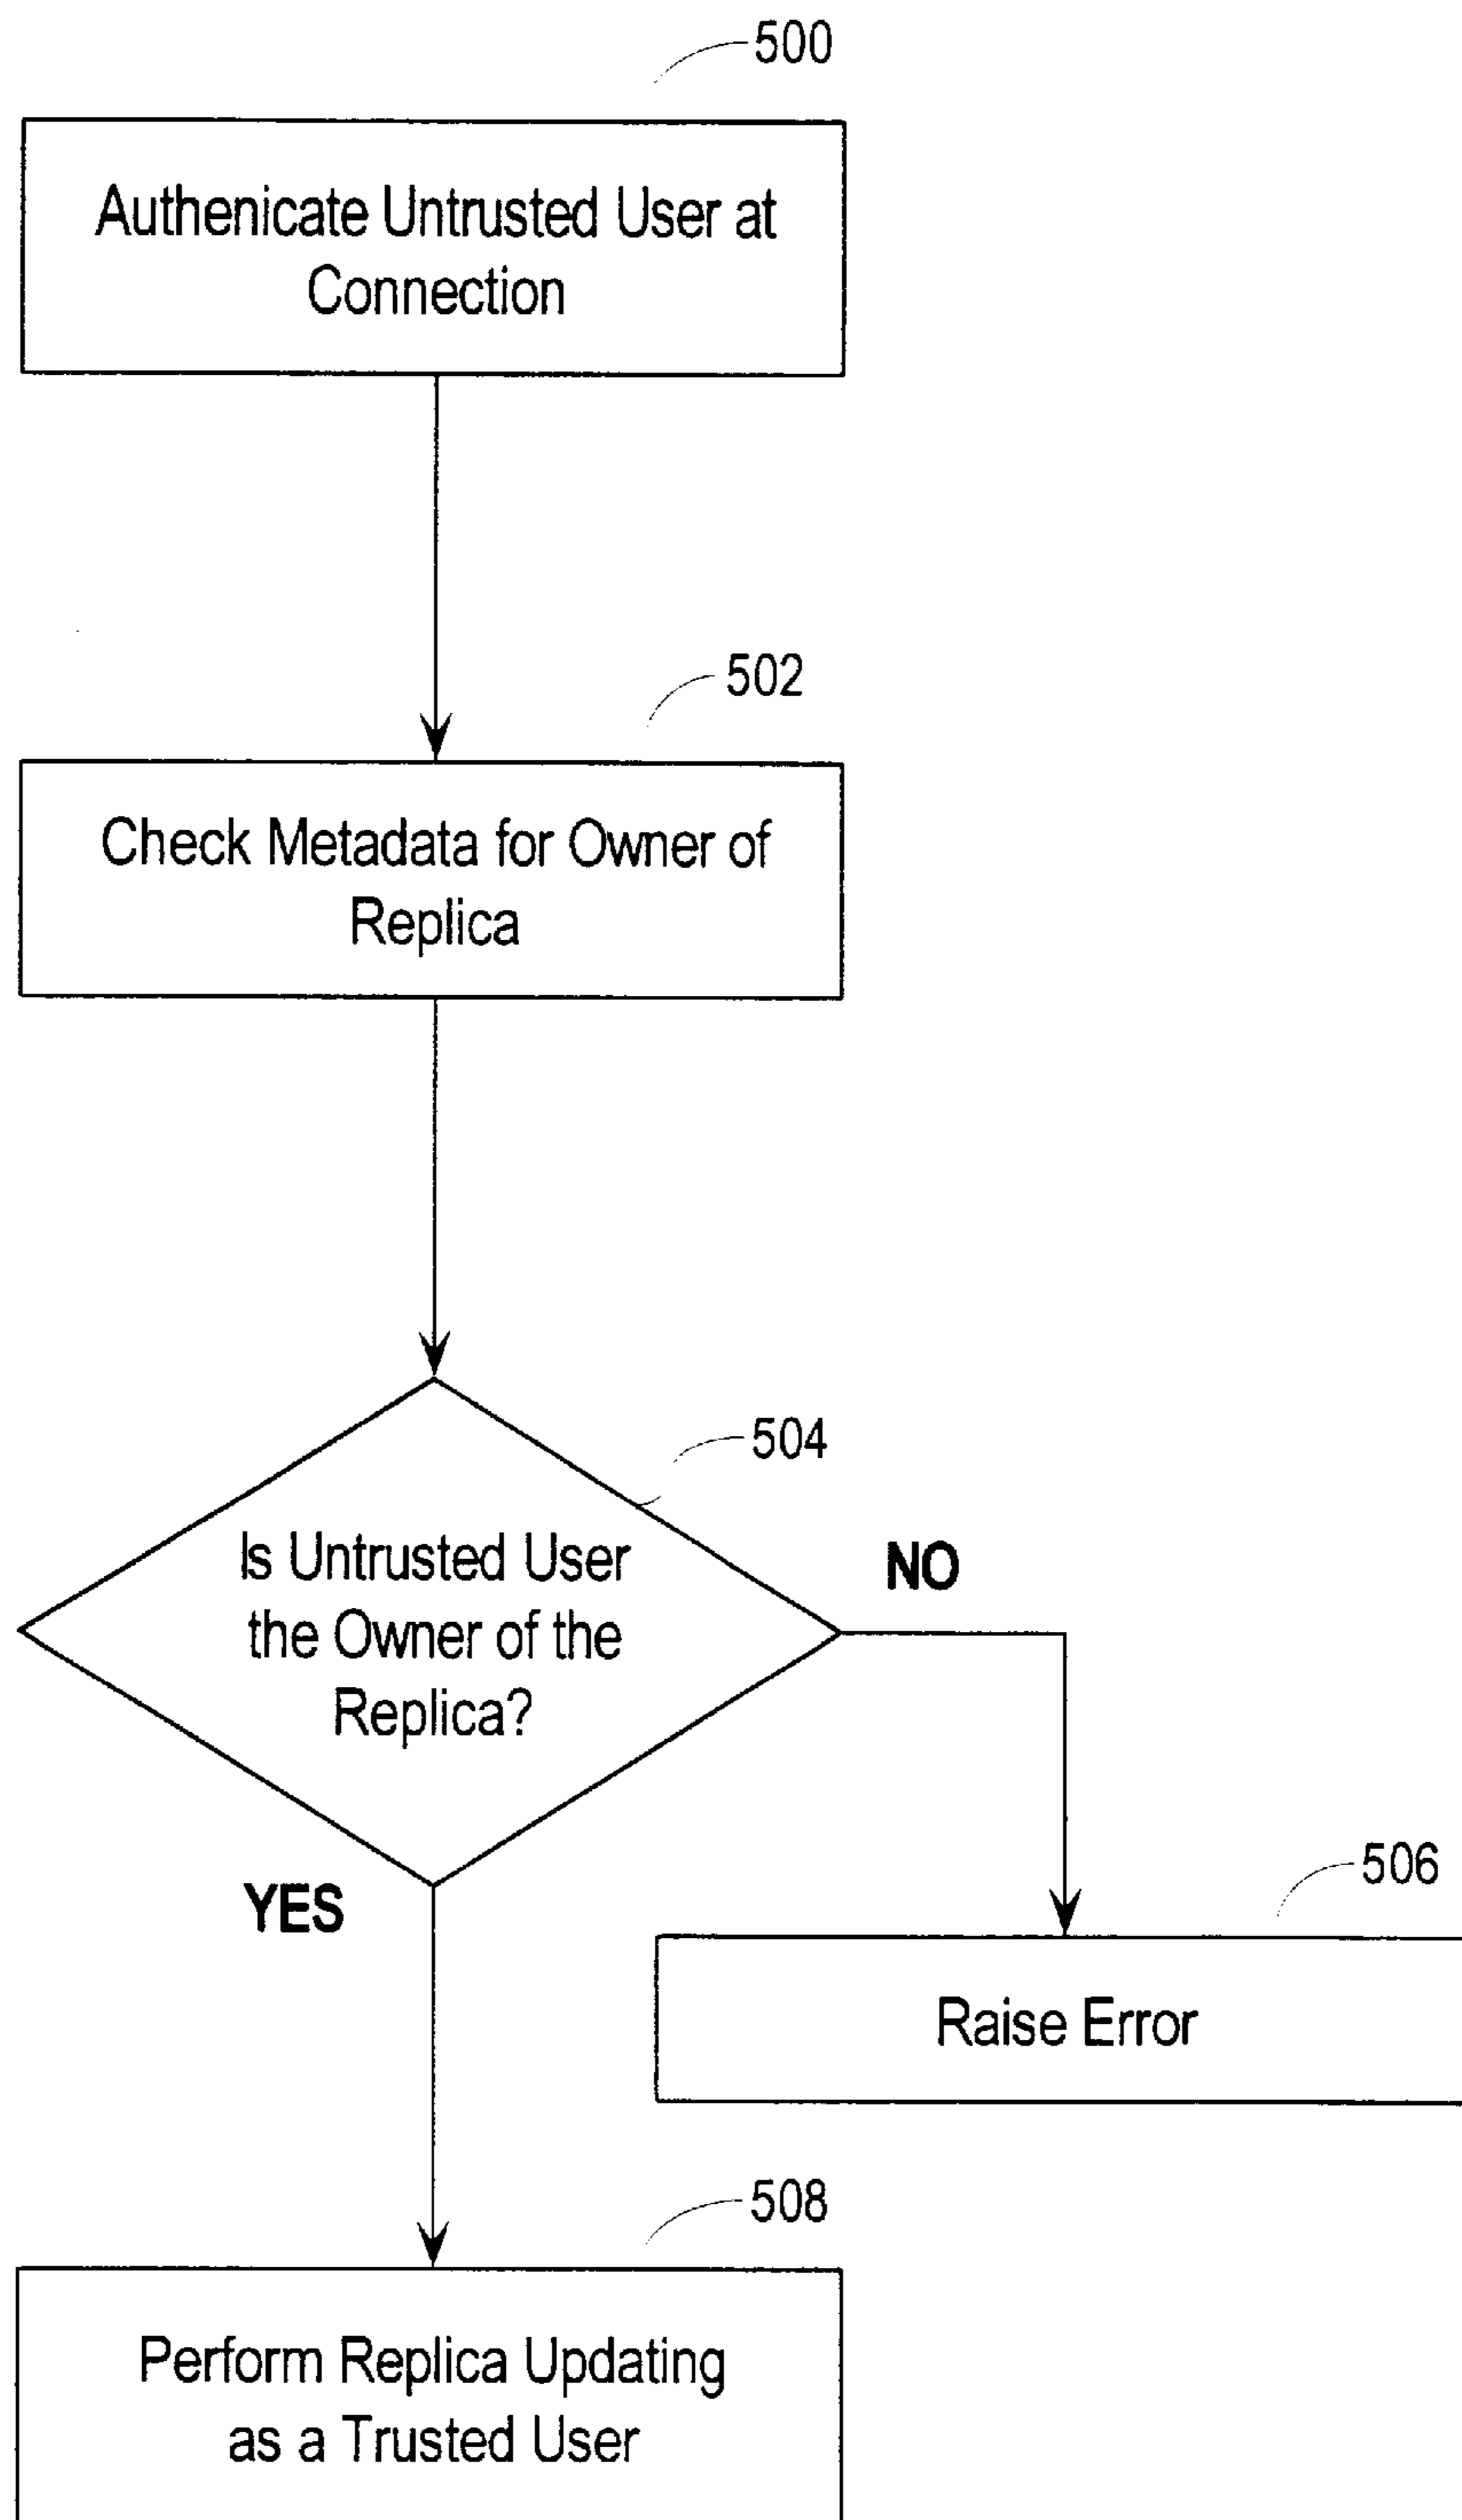 500
Authenicate Untrusted User at
Connection
502
Check Metadata for Owner of
Replica
504
Is Untrusted User
the Owner of the
Replica?
NO
YES
506
Raise Error
508
Perform Replica Updating
as a Trusted User